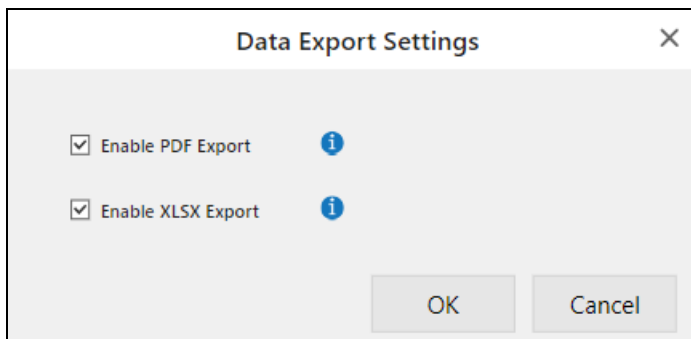 Data Export Settings
Enable PDF Export
Enable XLSX Export
OK Cancel